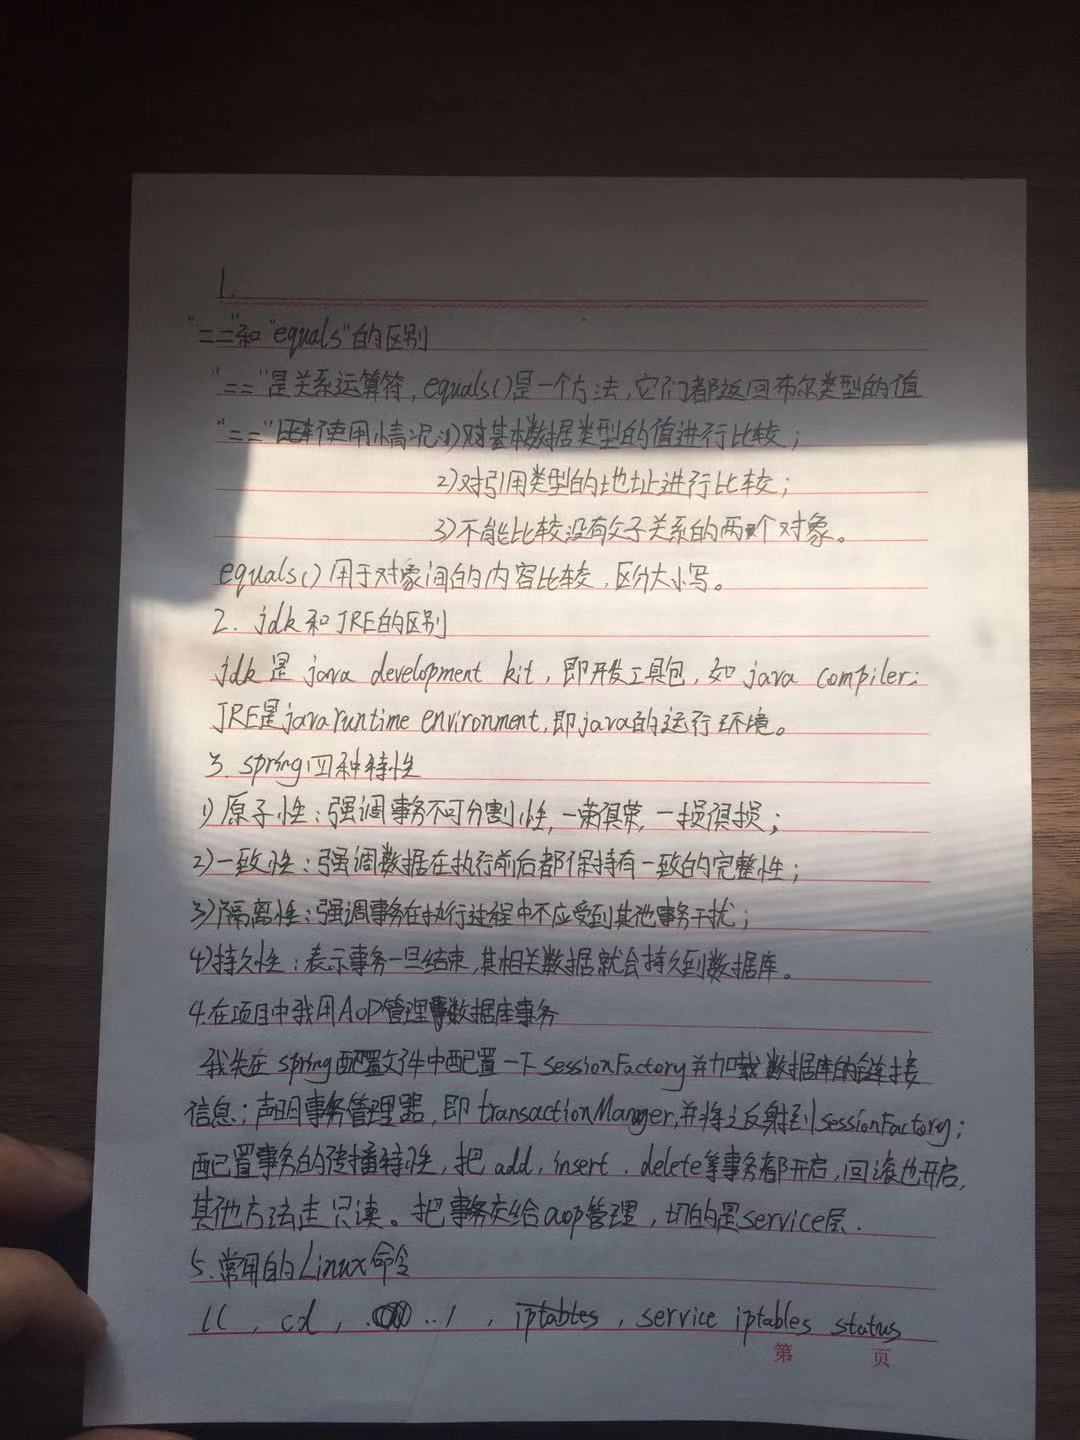 1.
"=="和"equals"的区别
"=="是关系运算符，equals()是一个方法，它们都返回布尔类型的值
"=="使用情况：1)对基本数据类型的值进行比较；
2)对引用类型的地址进行比较；
3)不能比较没有父子关系的两个对象。
equals()用于对象间的内容比较，区分大小写。
2. jdk和JRE的区别
jdk是java development kit，即开发工具包，如java compiler；
JRE是java runtime environment，即java的运行环境。
3. spring四种特性
1)原子性：强调事务不可分割性，一荣俱荣，一损俱损；
2)一致性：强调数据在执行前后都保持有一致的完整性；
3)隔离性：强调事务在执行过程中不应受到其他事务干扰；
4)持久性：表示事务一旦结束，其相关数据就会持久到数据库。
4.在项目中我用AOP管理数据库事务
我先在spring配置文件中配置一下sessionFactory并加载数据库的连接
信息；声明事务管理器，即transactionManger，并将之反射到sessionFactory；
配置事务的传播特性，把add，insert，delete等事务都开启，回滚也开启，
其他方法走只读。把事务交给aop管理，切的是service层.
5.常用的Linux命令
ll，cd，../，iptables，service iptables status
第 页